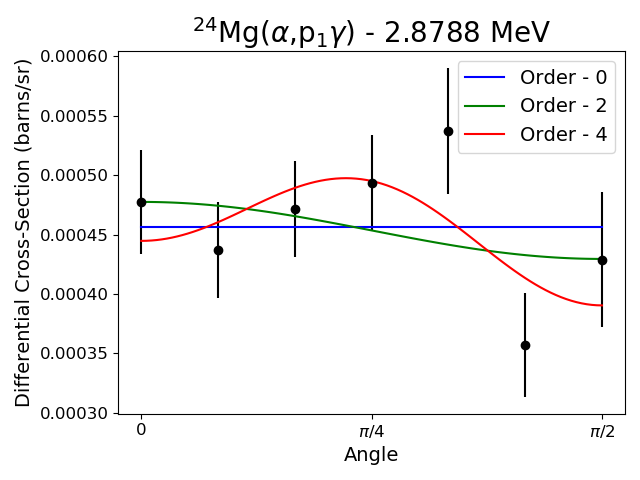 ²⁴Mg(α,p₁γ) - 2.8788 MeV
Differential Cross-Section (barns/sr)
0.00060
0.00055
0.00050
0.00045
0.00040
0.00035
0.00030
Order - 0
Order - 2
Order - 4
0
π/4
π/2
Angle